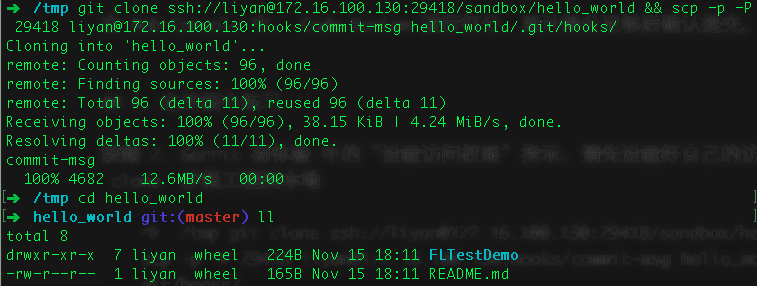 ➜  /tmp git clone ssh://liyan@172.16.100.130:29418/sandbox/hello_world && scp -p -P
 29418 liyan@172.16.100.130:hooks/commit-msg hello_world/.git/hooks/
Cloning into 'hello_world'...
remote: Counting objects: 96, done
remote: Finding sources: 100% (96/96)
remote: Total 96 (delta 11), reused 96 (delta 11)
Receiving objects: 100% (96/96), 38.15 KiB | 4.24 MiB/s, done.
Resolving deltas: 100% (11/11), done.
commit-msg
  100% 4682    12.6MB/s   00:00
[➜  /tmp cd hello_world
[➜  hello_world git:(master) ll
total 8
drwxr-xr-x  7 liyan  wheel   224B Nov 15 18:11 FLTestDemo
-rw-r--r--  1 liyan  wheel   165B Nov 15 18:11 README.md